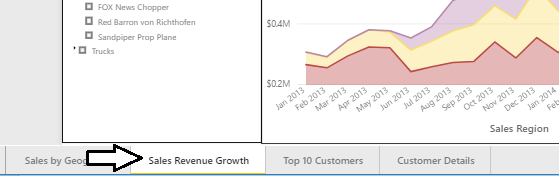 FOX News Chopper
Red Barron von Richthofen
Sandpiper Prop Plane
Trucks
$0.4M
$0.2M
Jan 2013
Feb 2013
Mar 2013
Apr 2013
May 2013
Jun 2013
Jul 2013
Aug 2013
Sep 2013
Oct 2013
Nov 2013
Dec 2013
Jan 2014
Feb
Sales Region
Sales by Geog
Sales Revenue Growth
Top 10 Customers
Customer Details